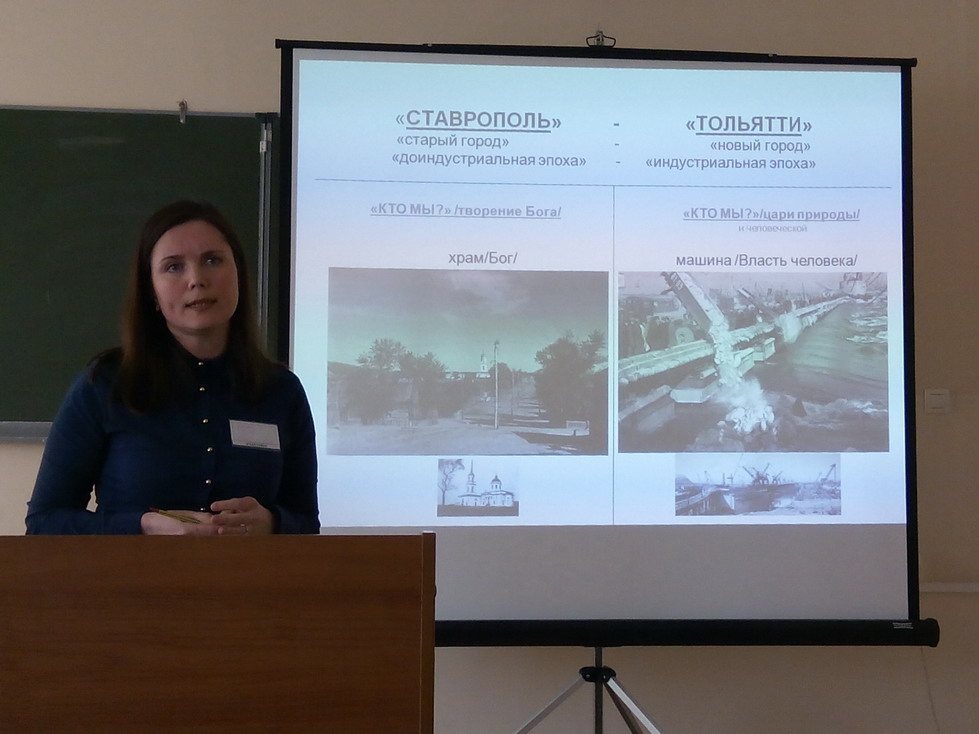 «СТАВРОПОЛЬ» - «ТОЛЬЯТТИ»
«старый город» - «новый город»
«доиндустриальная эпоха» - «индустриальная эпоха»
«КТО МЫ?» /творение Бога/
«КТО МЫ?»/цари природы/
и человеческой
храм/Бог/
машина /Власть человека/